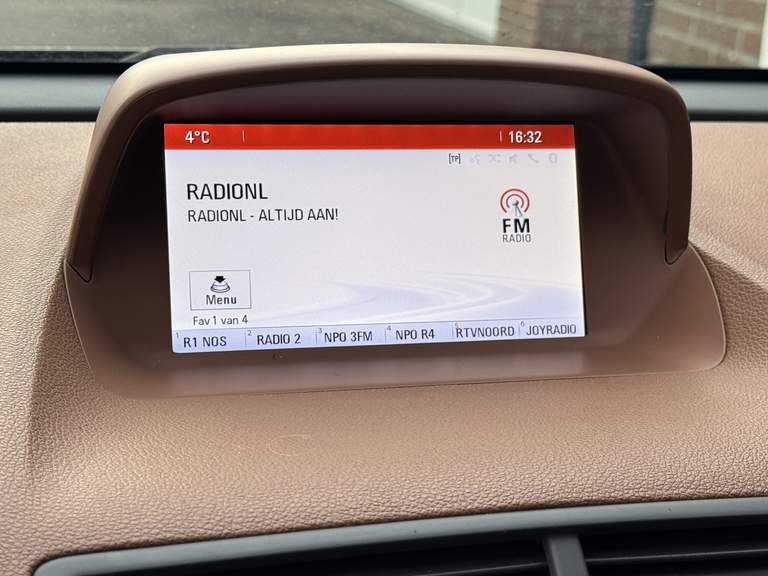 4°C 16:32
[TP]
RADIONL
RADIONL - ALTIJD AAN!
FM
RADIO
Menu
Fav 1 van 4
1 R1 NOS 2 RADIO 2 3 NPO 3FM 4 NPO R4 5 RTVNOORD 6 JOYRADIO